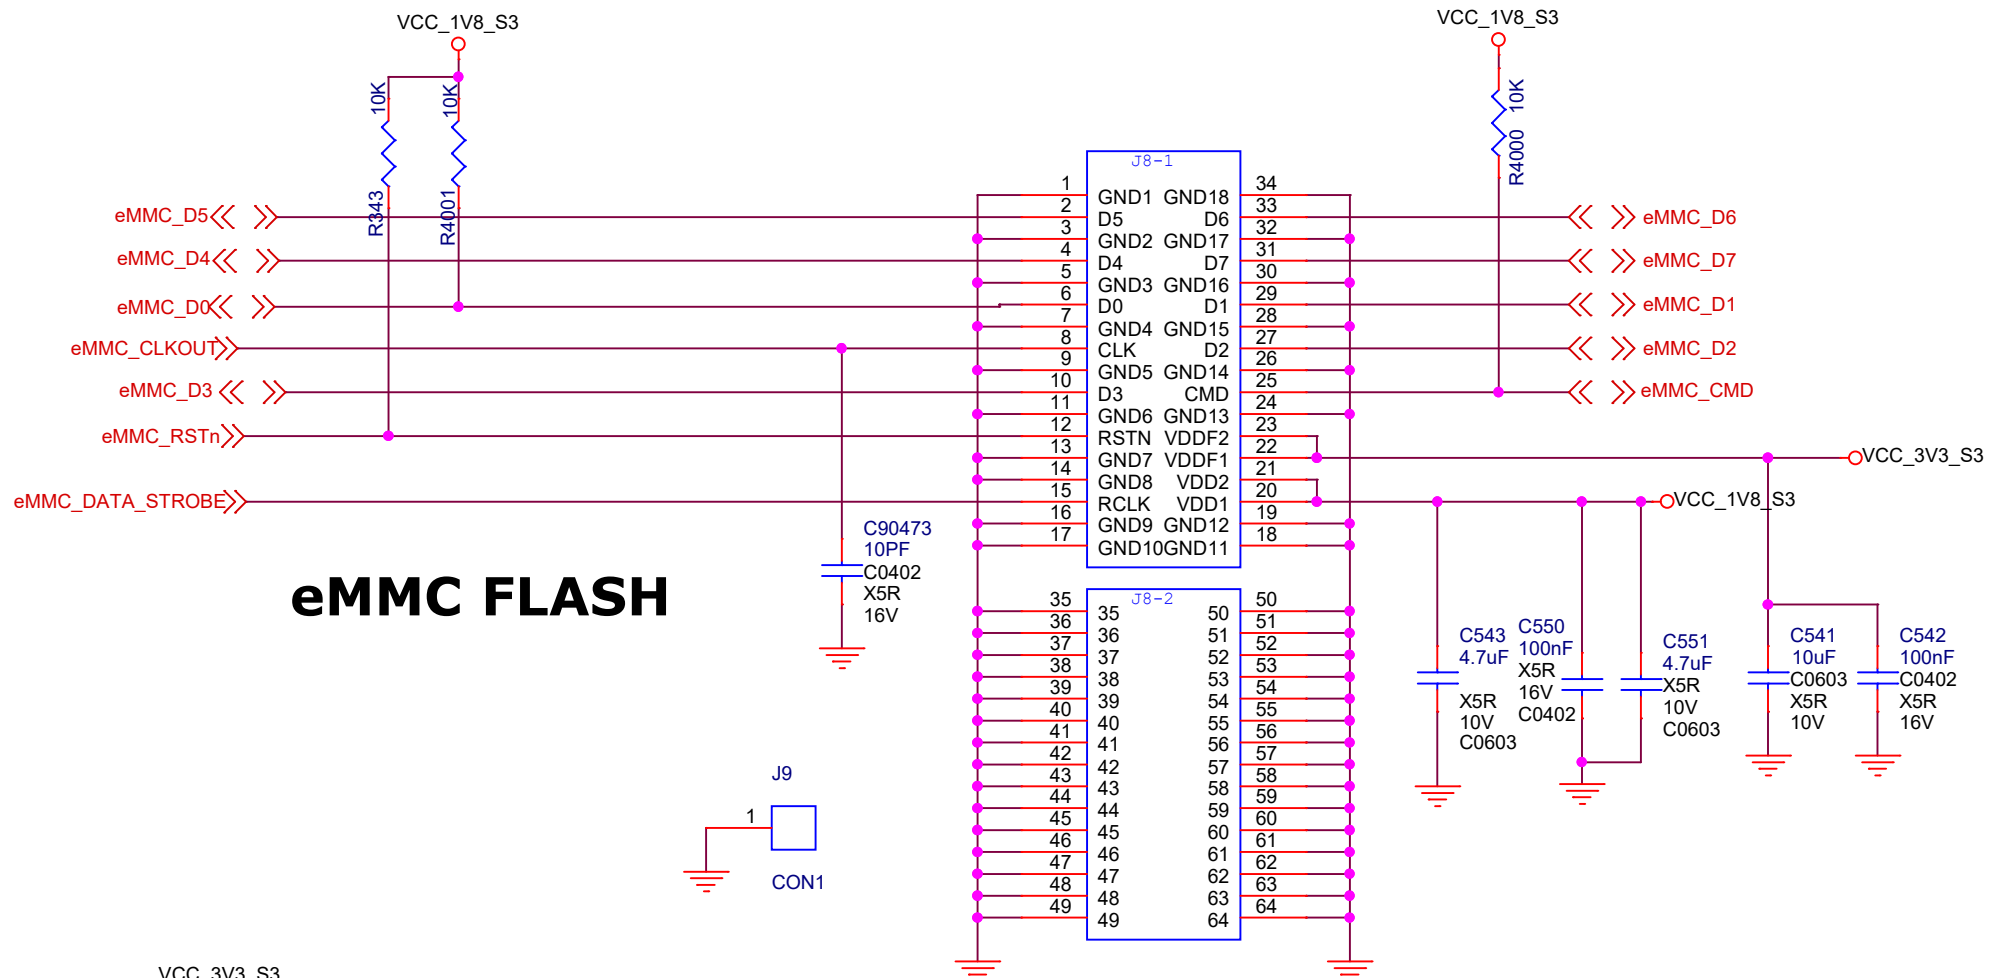 VCC_1V8_S3
VCC_1V8_S3
10K
10K
10K
R343
R4001
R4000
eMMC_D5
eMMC_D4
eMMC_D0
eMMC_CLKOUT
eMMC_D3
eMMC_RSTn
eMMC_DATA_STROBE
J8-1
1 GND1 GND18 34
2 D5 D6 33
3 GND2 GND17 32
4 D4 D7 31
5 GND3 GND16 30
6 D0 D1 29
7 GND4 GND15 28
8 CLK D2 27
9 GND5 GND14 26
10 D3 CMD 25
11 GND6 GND13 24
12 RSTN VDDF2 23
13 GND7 VDDF1 22
14 GND8 VDD2 21
15 RCLK VDD1 20
16 GND9 GND12 19
17 GND10GND11 18
eMMC_D6
eMMC_D7
eMMC_D1
eMMC_D2
eMMC_CMD
VCC_3V3_S3
VCC_1V8_S3
C90473
10PF
C0402
X5R
16V
eMMC FLASH
J8-2
35 35 50 50
36 36 51 51
37 37 52 52
38 38 53 53
39 39 54 54
40 40 55 55
41 41 56 56
42 42 57 57
43 43 58 58
44 44 59 59
45 45 60 60
46 46 61 61
47 47 62 62
48 48 63 63
49 49 64 64
C543
4.7uF
X5R
10V
C0603
C550
100nF
X5R
16V
C0402
C551
4.7uF
X5R
10V
C0603
C541
10uF
C0603
X5R
10V
C542
100nF
C0402
X5R
16V
J9
1
CON1
VCC_3V3_S3